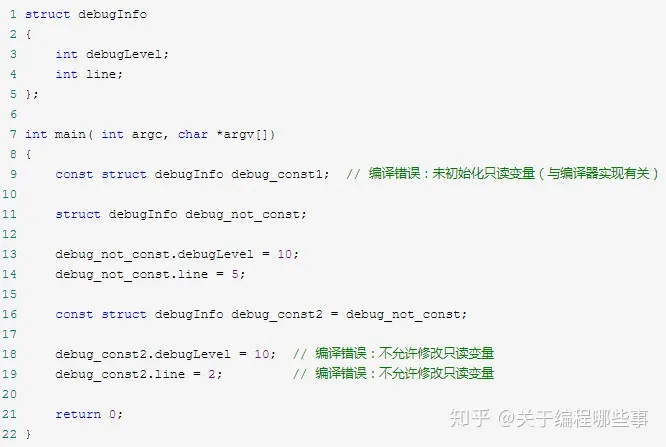 1 struct debugInfo
2 {
3     int debugLevel;
4     int line;
5 };
6
7 int main( int argc, char *argv[])
8 {
9     const struct debugInfo debug_const1;  // 编译错误：未初始化只读变量（与编译器实现有关）
10
11     struct debugInfo debug_not_const;
12
13     debug_not_const.debugLevel = 10;
14     debug_not_const.line = 5;
15
16     const struct debugInfo debug_const2 = debug_not_const;
17
18     debug_const2.debugLevel = 10;  // 编译错误：不允许修改只读变量
19     debug_const2.line = 2;         // 编译错误：不允许修改只读变量
20
21     return 0;
22 }
知乎 @关于编程哪些事